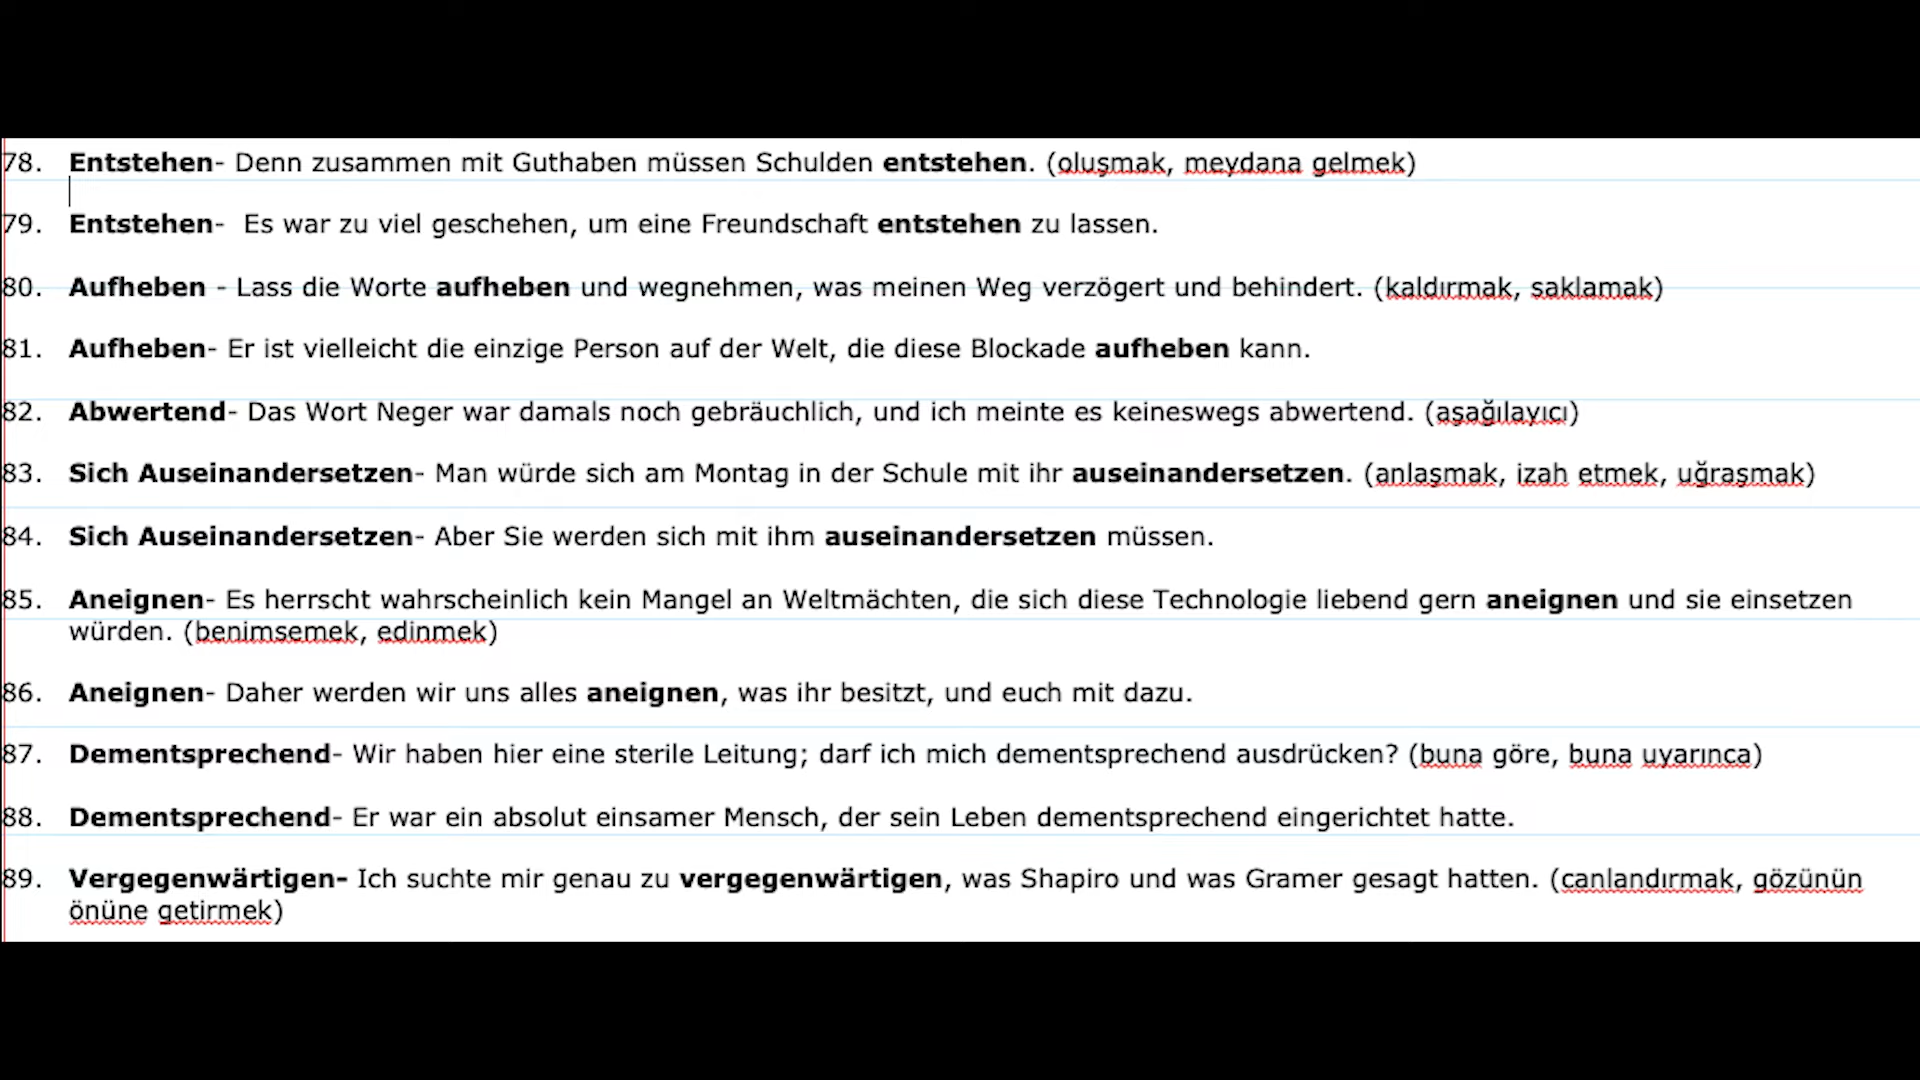 78. Entstehen- Denn zusammen mit Guthaben müssen Schulden entstehen. (oluşmak, meydana gelmek)
79. Entstehen- Es war zu viel geschehen, um eine Freundschaft entstehen zu lassen.
80. Aufheben - Lass die Worte aufheben und wegnehmen, was meinen Weg verzögert und behindert. (kaldırmak, saklamak)
81. Aufheben- Er ist vielleicht die einzige Person auf der Welt, die diese Blockade aufheben kann.
82. Abwertend- Das Wort Neger war damals noch gebräuchlich, und ich meinte es keineswegs abwertend. (aşağılayıcı)
83. Sich Auseinandersetzen- Man würde sich am Montag in der Schule mit ihr auseinandersetzen. (anlaşmak, izah etmek, uğraşmak)
84. Sich Auseinandersetzen- Aber Sie werden sich mit ihm auseinandersetzen müssen.
85. Aneignen- Es herrscht wahrscheinlich kein Mangel an Weltmächten, die sich diese Technologie liebend gern aneignen und sie einsetzen
würden. (benimsemek, edinmek)
86. Aneignen- Daher werden wir uns alles aneignen, was ihr besitzt, und euch mit dazu.
87. Dementsprechend- Wir haben hier eine sterile Leitung; darf ich mich dementsprechend ausdrücken? (buna göre, buna uyarınca)
88. Dementsprechend- Er war ein absolut einsamer Mensch, der sein Leben dementsprechend eingerichtet hatte.
89. Vergegenwärtigen- Ich suchte mir genau zu vergegenwärtigen, was Shapiro und was Gramer gesagt hatten. (canlandırmak, gözünün
önüne getirmek)